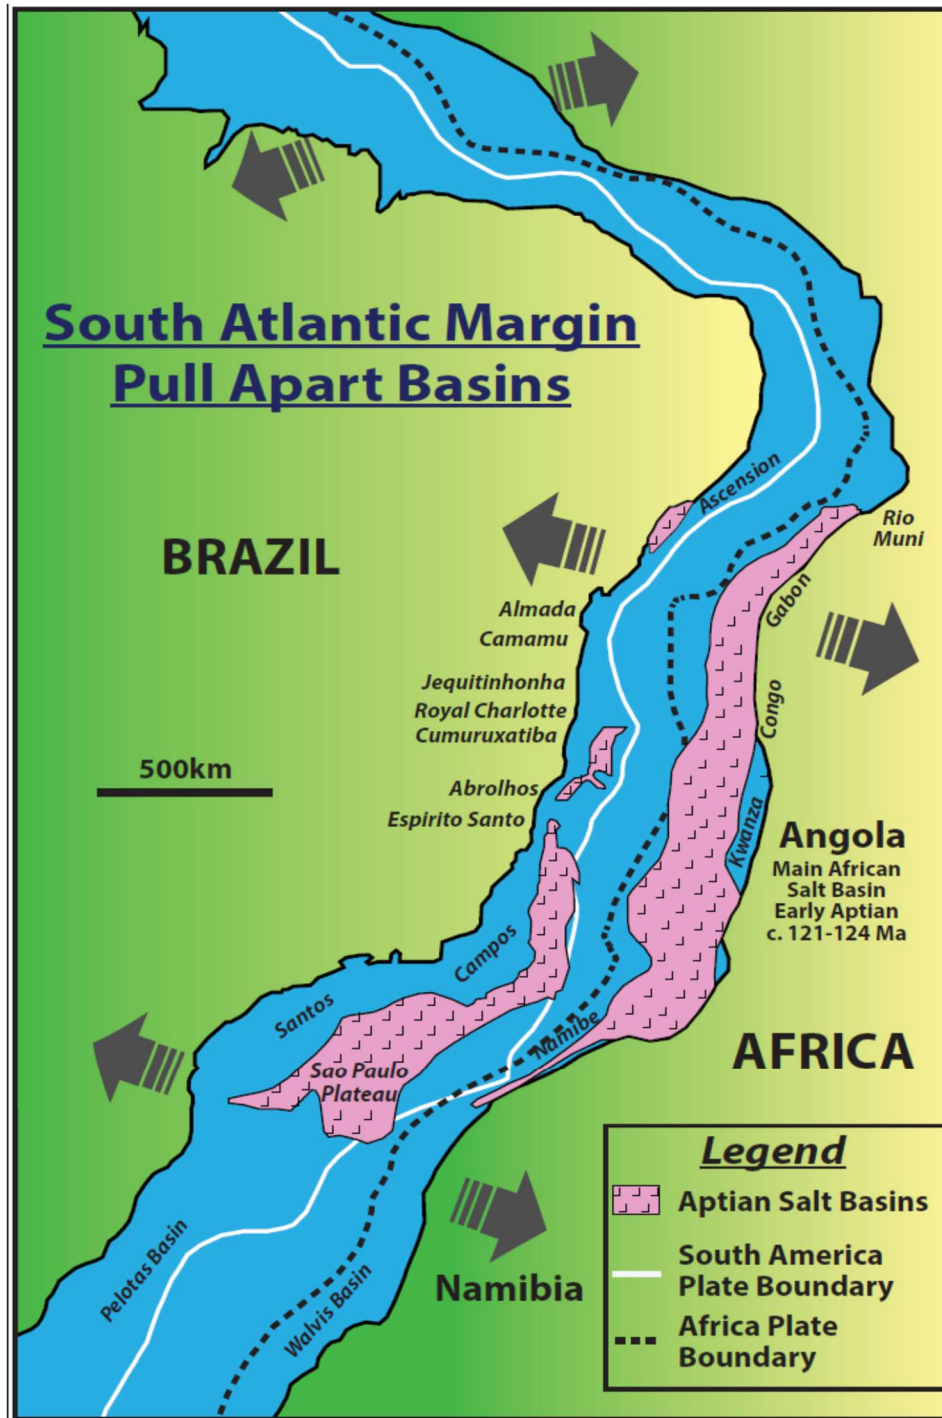 South Atlantic Margin
Pull Apart Basins
Ascension
Rio
Muni
BRAZIL
Gabon
Almada
Camamu
Jequitinhonha
Royal Charlotte
Cumuruxatiba
Congo
500km
Abrolhos
Espirito Santo
Kwanza
Angola
Main African
Salt Basin
Early Aptian
c. 121-124 Ma
Campos
Santos
Namibe
AFRICA
Sao Paulo
Plateau
Legend
Aptian Salt Basins
South America
Plate Boundary
Africa Plate
Boundary
Pelotas Basin
Walvis Basin
Namibia